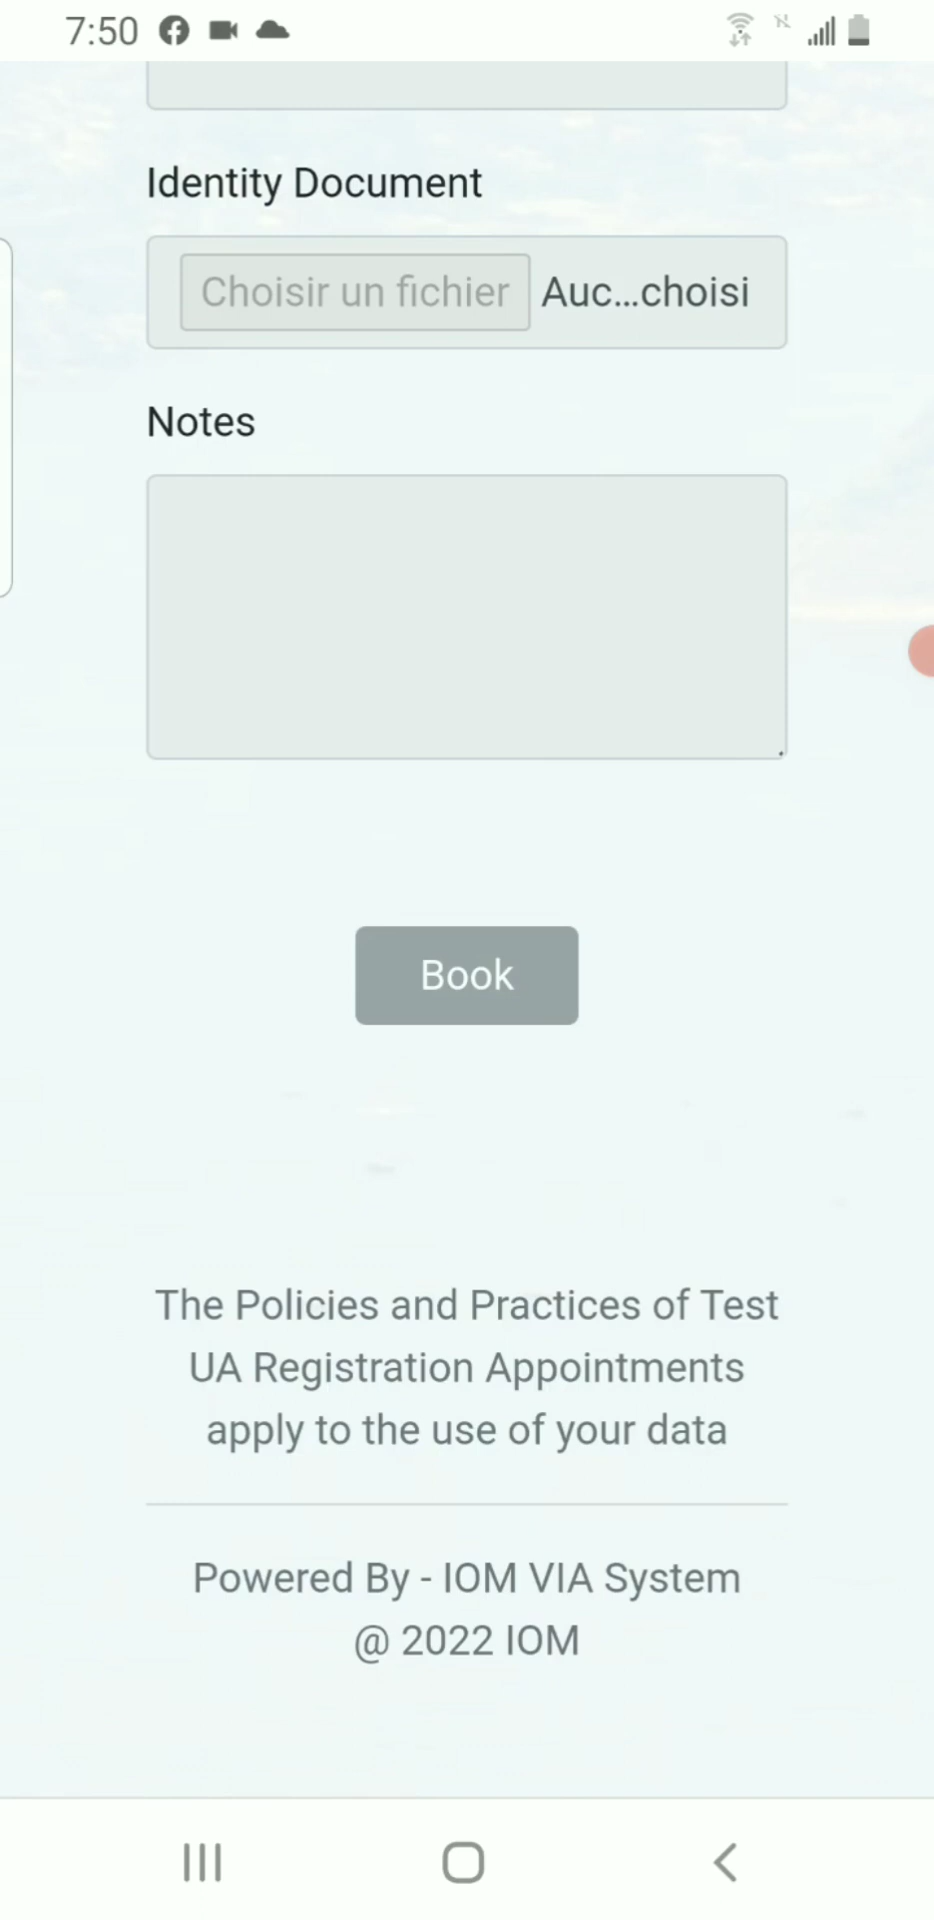 7:50
Identity Document
Choisir un fichier Auc...choisi
Notes
Book
The Policies and Practices of Test
UA Registration Appointments
apply to the use of your data
Powered By - IOM VIA System
@ 2022 IOM